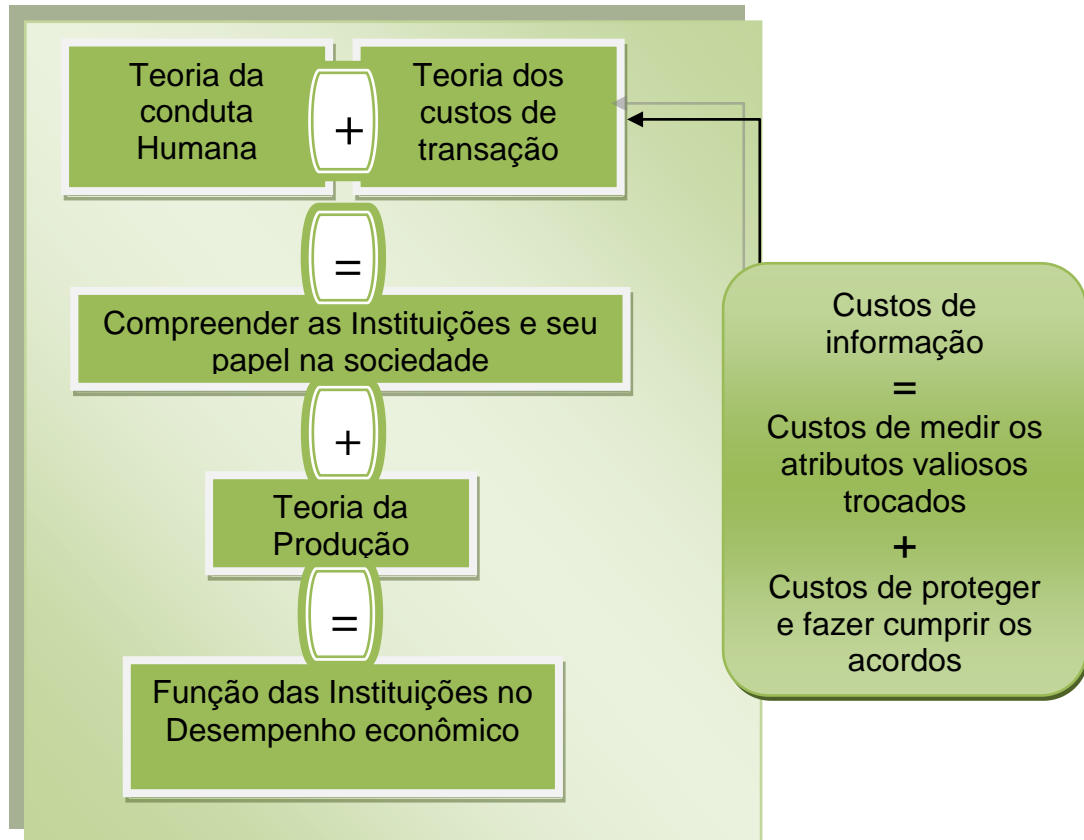 Teoria da
conduta
Humana
+
Teoria dos
custos de
transação
=
Compreender as Instituições e seu
papel na sociedade
+
Teoria da
Produção
=
Função das Instituições no
Desempenho econômico
Custos de
informação
=
Custos de medir os
atributos valiosos
trocados
+
Custos de proteger
e fazer cumprir os
acordos